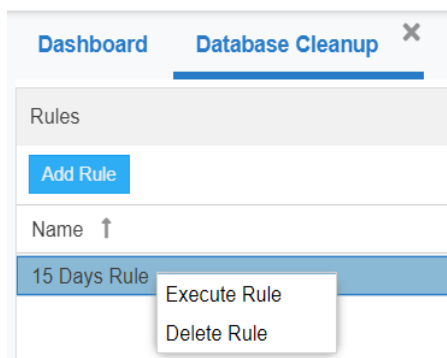 Dashboard Database Cleanup
Rules
Add Rule
Name ↑
15 Days Rule
Execute Rule
Delete Rule